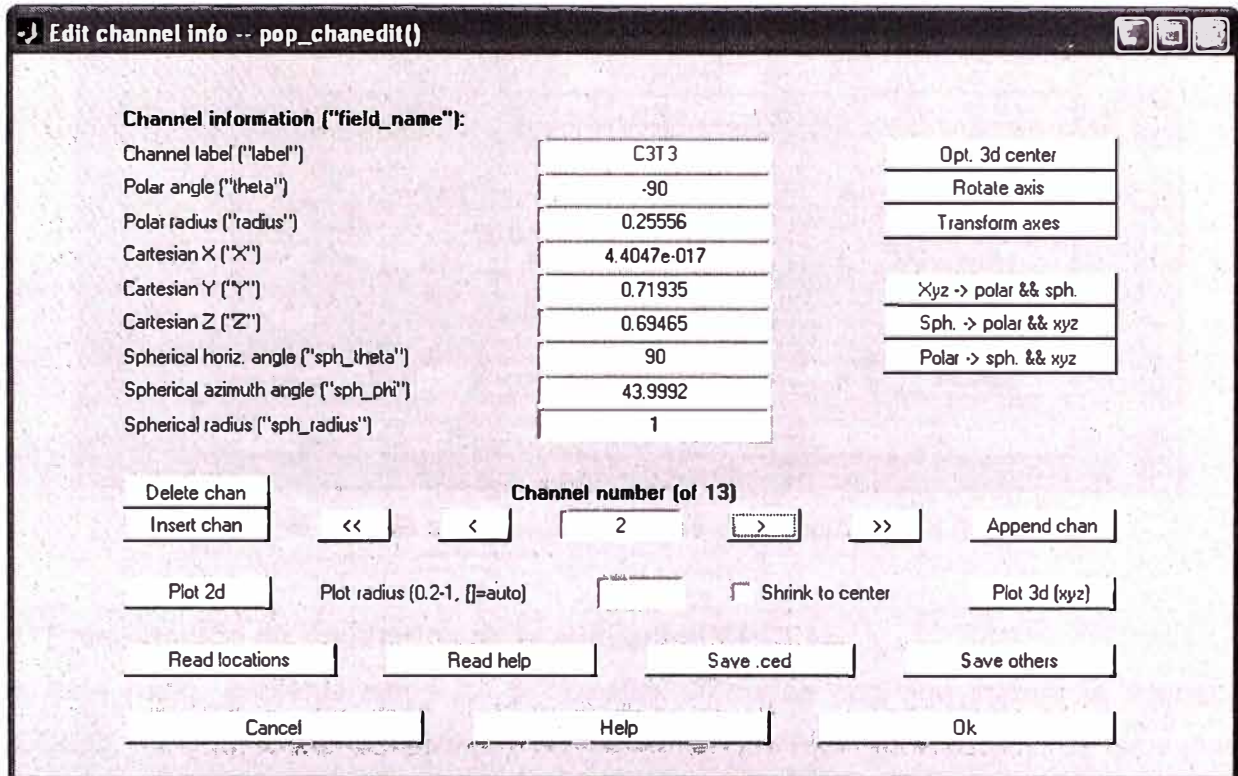 Edit channel info -- pop_chanedit()
Channel information ("field_name"):
Channel label ("label") C3T3 Opt. 3d center
Polar angle ("theta") -90 Rotate axis
Polar radius ("radius") 0.25556 Transform axes
Cartesian X ("X") 4.4047e-017
Cartesian Y ("Y") 0.71935 Xyz -> polar && sph.
Cartesian Z ("Z") 0.69465 Sph. -> polar && xyz
Spherical horiz. angle ("sph_theta") 90 Polar -> sph. && xyz
Spherical azimuth angle ("sph_phi") 43.9992
Spherical radius ("sph_radius") 1
Delete chan Channel number (of 13)
Insert chan << < 2 > >> Append chan
Plot 2d Plot radius (0.2-1, []=auto) Shrink to center Plot 3d (xyz)
Read locations Read help Save .ced Save others
Cancel Help Ok